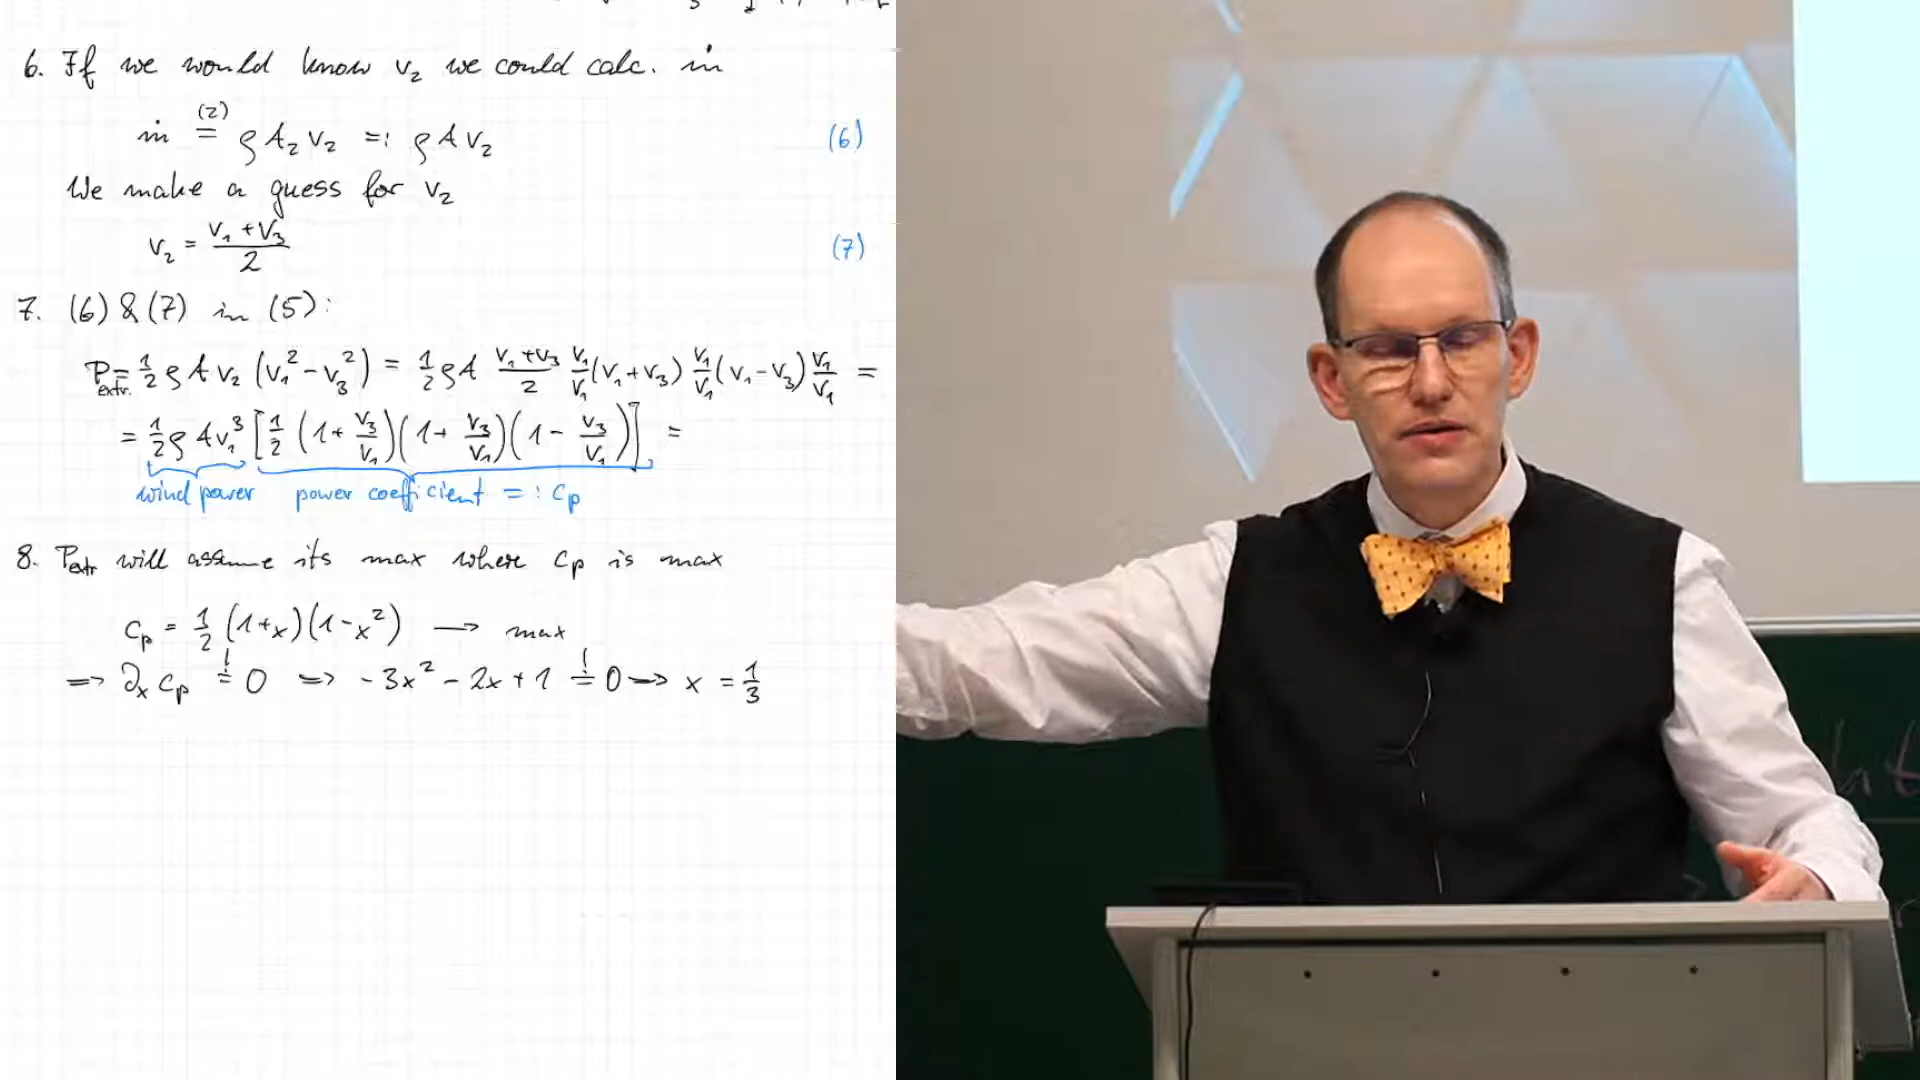 6. If we would know v₂ we could calc. ṁ
ṁ =⁽²⁾ ρ A₂ v₂ =: ρ A v₂ (6)
We make a guess for v₂
v₂ = (v₁ + v₃)/2 (7)
7. (6) & (7) in (5):
P_extr. = 1/2 ρ A v₂ (v₁² - v₃²) = 1/2 ρ A (v₁ + v₃)/2 v₁/v₁ (v₁ + v₃) v₁/v₁ (v₁ - v₃) v₁/v₁ =
= 1/2 ρ A v₁³ [1/2 (1 + v₃/v₁)(1 + v₃/v₁)(1 - v₃/v₁)] =
wind power power coefficient =: c_p
8. P_extr will assume its max where c_p is max
c_p = 1/2 (1+x)(1-x²) → max
⇒ ∂ₓ c_p =! 0 ⇒ -3x² - 2x + 1 =! 0 ⇒ x = 1/3